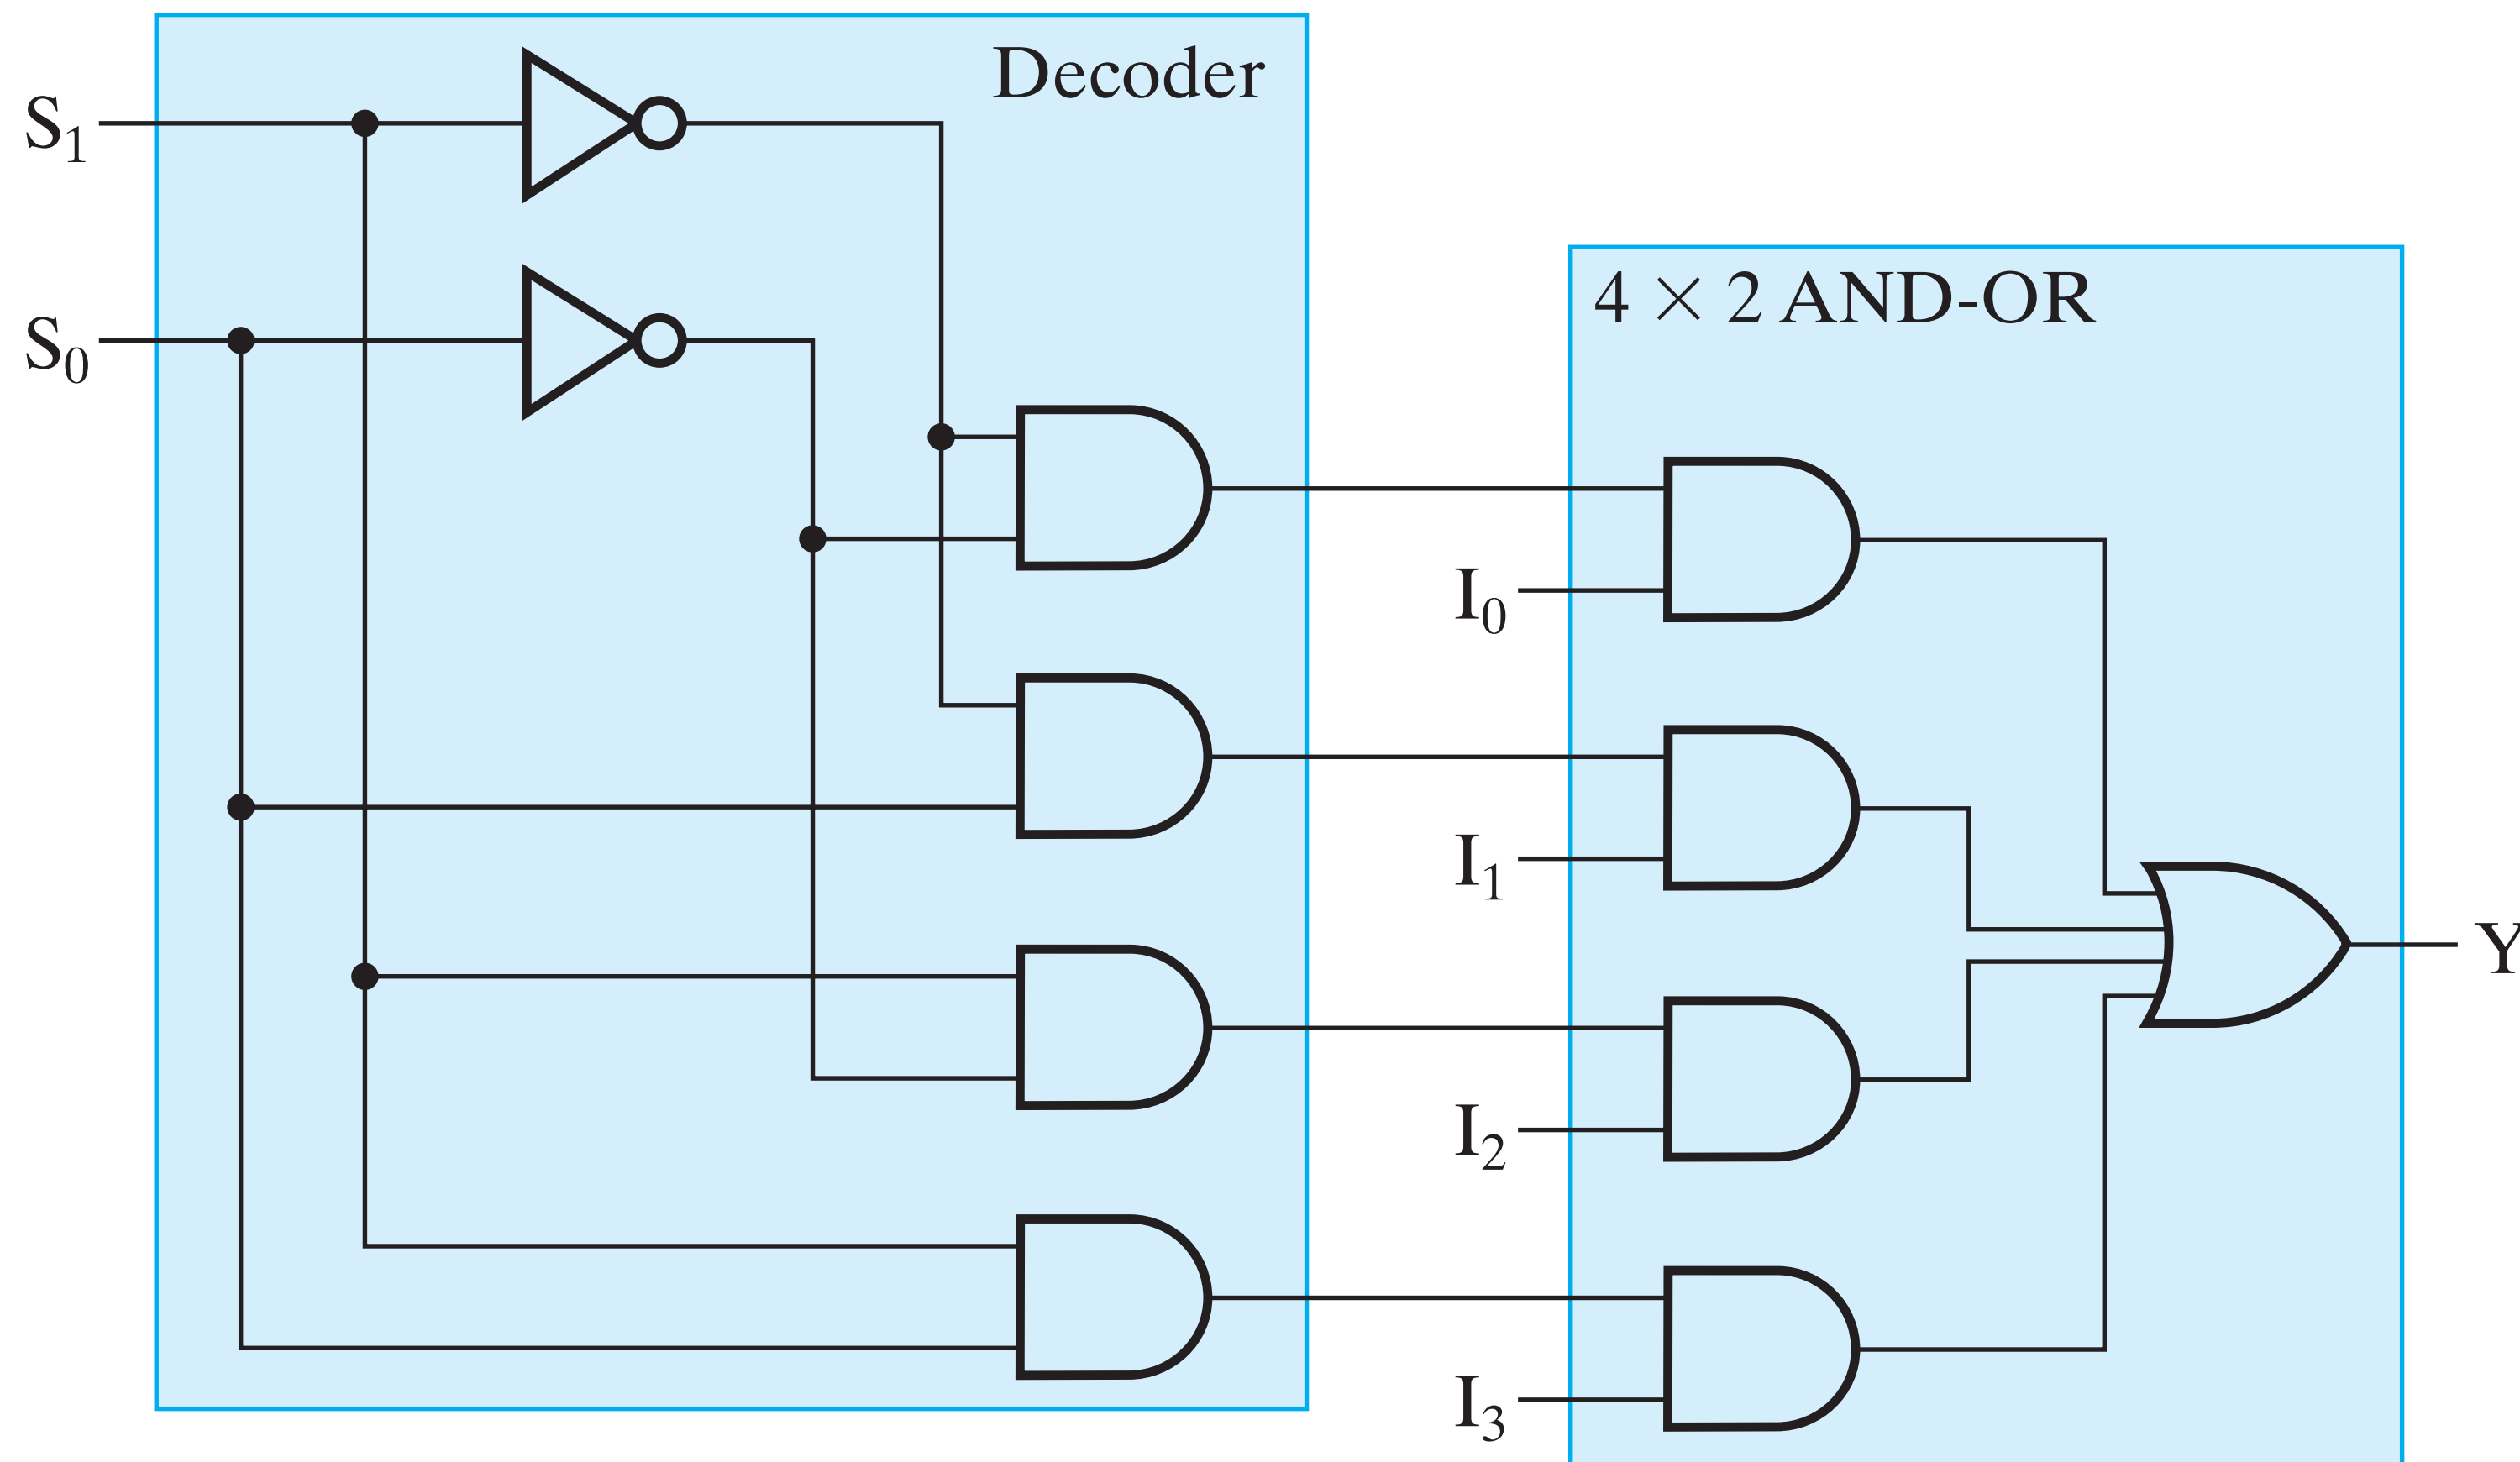 Decoder
S₁
S₀
4 × 2 AND-OR
I₀
I₁
Y
I₂
I₃